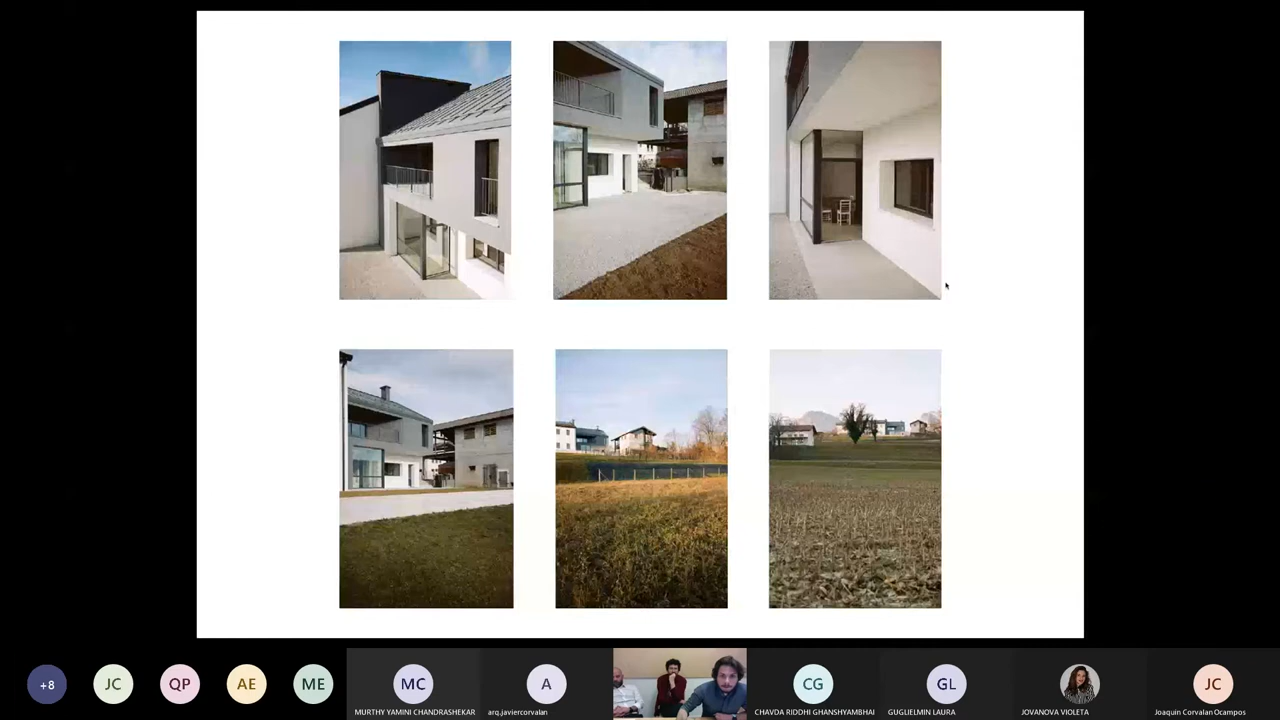 +8
JC
QP
AE
ME
MC
A
CG
GL
JC
MURTHY YAMINI CHANDRASHEKAR
arq.javiercorvalan
CHAVDA RIDDHI GHANSHYAMBHAI
GUGLIELMIN LAURA
JOVANOVA VIOLETA
Joaquin Corvalan Ocampos